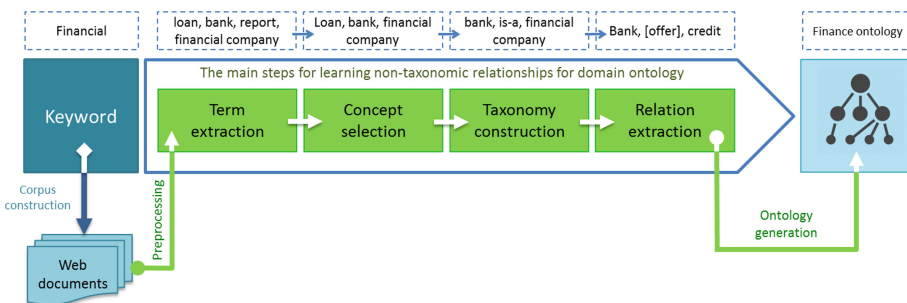 Financial
loan, bank, report,
financial company
Loan, bank, financial
company
bank, is-a, financial
company
Bank, [offer], credit
Finance ontology
The main steps for learning non-taxonomic relationships for domain ontology
Keyword
Term
extraction
Concept
selection
Taxonomy
construction
Relation
extraction
Corpus
construction
Preprocessing
Web
documents
Ontology
generation